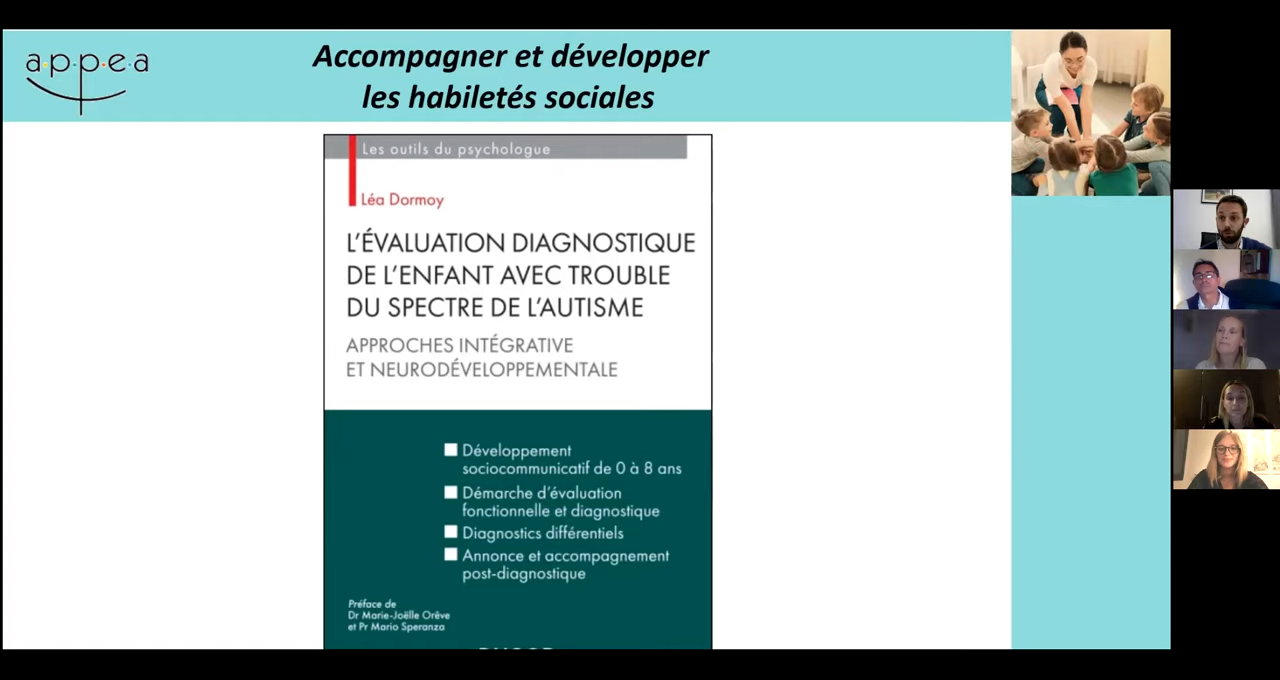 appea
Accompagner et développer
les habiletés sociales
Les outils du psychologue
Léa Dormoy
L'ÉVALUATION DIAGNOSTIQUE
DE L'ENFANT AVEC TROUBLE
DU SPECTRE DE L'AUTISME
APPROCHES INTÉGRATIVE
ET NEURODÉVELOPPEMENTALE
Développement
sociocommunicatif de 0 à 8 ans
Démarche d'évaluation
fonctionnelle et diagnostique
Diagnostics différentiels
Annonce et accompagnement
post-diagnostique
Préface de
Dr Marie-Joëlle Orêve
et Pr Mario Speranza